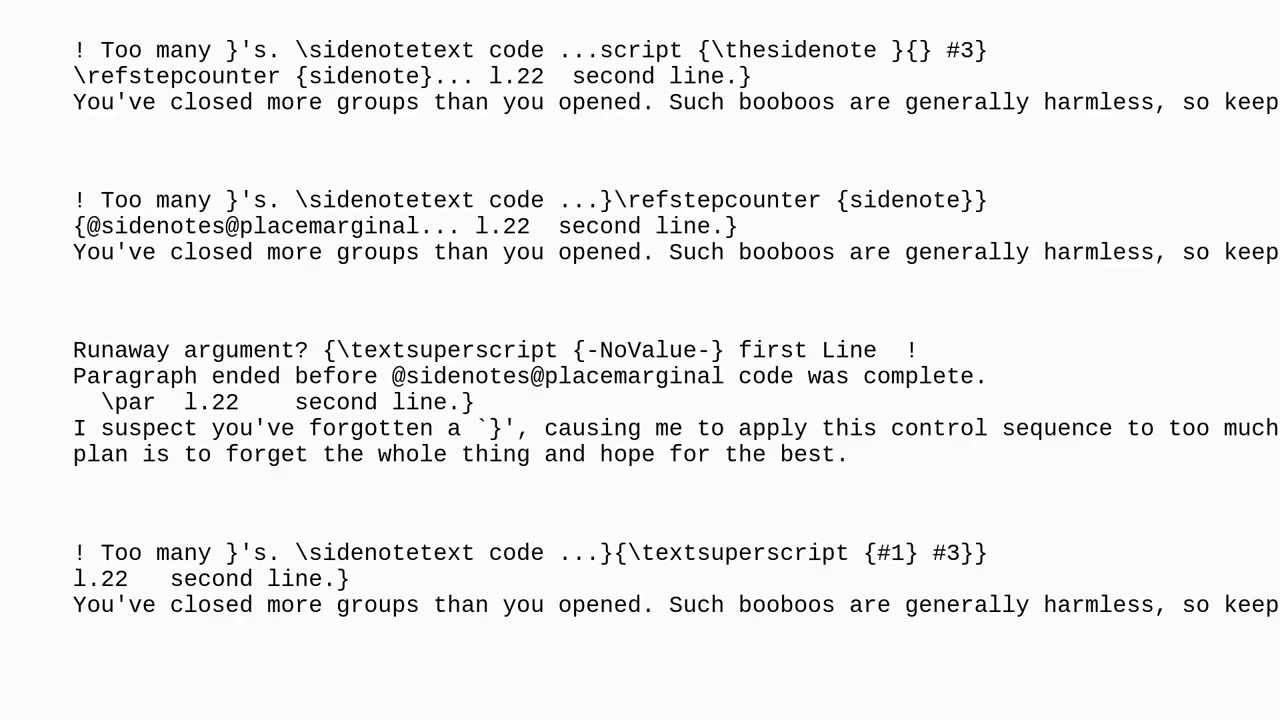 ! Too many }'s. \sidenotetext code ...script {\thesidenote }{} #3}
\refstepcounter {sidenote}... l.22  second line.}
You've closed more groups than you opened. Such booboos are generally harmless, so keep
! Too many }'s. \sidenotetext code ...}\refstepcounter {sidenote}}
{@sidenotes@placemarginal... l.22  second line.}
You've closed more groups than you opened. Such booboos are generally harmless, so keep
Runaway argument? {\textsuperscript {-NoValue-} first Line  !
Paragraph ended before @sidenotes@placemarginal code was complete.
  \par  l.22    second line.}
I suspect you've forgotten a `}', causing me to apply this control sequence to too much
plan is to forget the whole thing and hope for the best.
! Too many }'s. \sidenotetext code ...}{\textsuperscript {#1} #3}}
l.22   second line.}
You've closed more groups than you opened. Such booboos are generally harmless, so keep